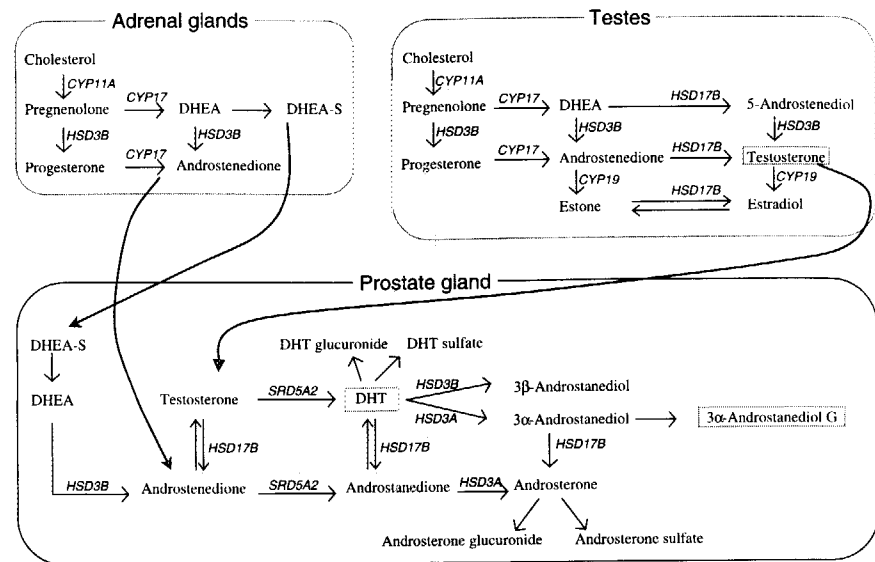 Adrenal glands
Cholesterol
CYP11A
Pregnenolone
CYP17
DHEA
DHEA-S
HSD3B
HSD3B
Progesterone
CYP17
Androstenedione
Testes
Cholesterol
CYP11A
Pregnenolone
CYP17
DHEA
HSD17B
5-Androstenediol
HSD3B
HSD3B
HSD3B
Progesterone
CYP17
Androstenedione
HSD17B
Testosterone
CYP19
CYP19
Estone
HSD17B
Estradiol
Prostate gland
DHEA-S
DHEA
DHT glucuronide
DHT sulfate
Testosterone
SRD5A2
DHT
HSD3B
3β-Androstanediol
HSD3A
3α-Androstanediol
3α-Androstanediol G
HSD17B
HSD17B
HSD17B
HSD3B
Androstenedione
SRD5A2
Androstanedione
HSD3A
Androsterone
Androsterone glucuronide
Androsterone sulfate